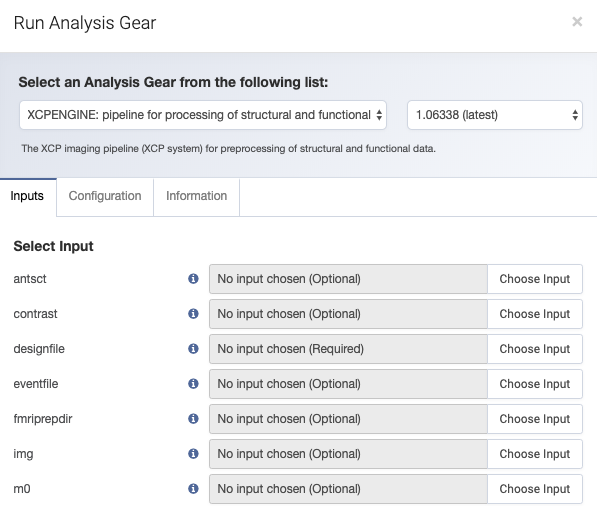 Run Analysis Gear ×
Select an Analysis Gear from the following list:
XCPENGINE: pipeline for processing of structural and functional 1.06338 (latest)
The XCP imaging pipeline (XCP system) for preprocessing of structural and functional data.
Inputs Configuration Information
Select Input
antsct No input chosen (Optional) Choose Input
contrast No input chosen (Optional) Choose Input
designfile No input chosen (Required) Choose Input
eventfile No input chosen (Optional) Choose Input
fmriprepdir No input chosen (Optional) Choose Input
img No input chosen (Optional) Choose Input
m0 No input chosen (Optional) Choose Input